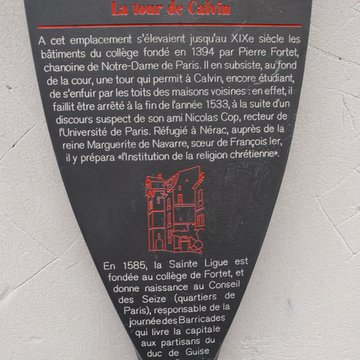 La tour de Calvin
A cet emplacement s'élevaient jusqu'au XIXe siècle les
bâtiments du collège fondé en 1394 par Pierre Fortet,
chanoine de Notre-Dame de Paris. Il en subsiste, au fond
de la cour, une tour qui permit à Calvin, encore étudiant,
de s'enfuir par les toits des maisons voisines : en effet, il
faillit être arrêté à la fin de l'année 1533, à la suite d'un
discours suspect de son ami Nicolas Cop, recteur de
l'Université de Paris. Réfugié à Nérac, auprès de la
reine Marguerite de Navarre, sœur de François Ier,
il y prépara «l'Institution de la religion chrétienne».
En 1585, la Sainte Ligue est
fondée au collège de Fortet, et
donne naissance au Conseil
des Seize (quartiers de
Paris), responsable de la
journée des Barricades
qui livre la capitale
aux partisans du
duc de Guise